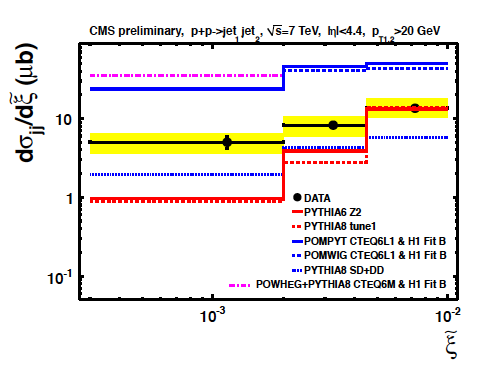 CMS preliminary, p+p->jet1jet2, √s=7 TeV, |η|<4.4, pT1,2>20 GeV
dσjj/dξ̃ (μb)
10
1
10-1
DATA
PYTHIA6 Z2
PYTHIA8 tune1
POMPYT CTEQ6L1 & H1 Fit B
POMWIG CTEQ6L1 & H1 Fit B
PYTHIA8 SD+DD
POWHEG+PYTHIA8 CTEQ6M & H1 Fit B
10-3
10-2
ξ̃